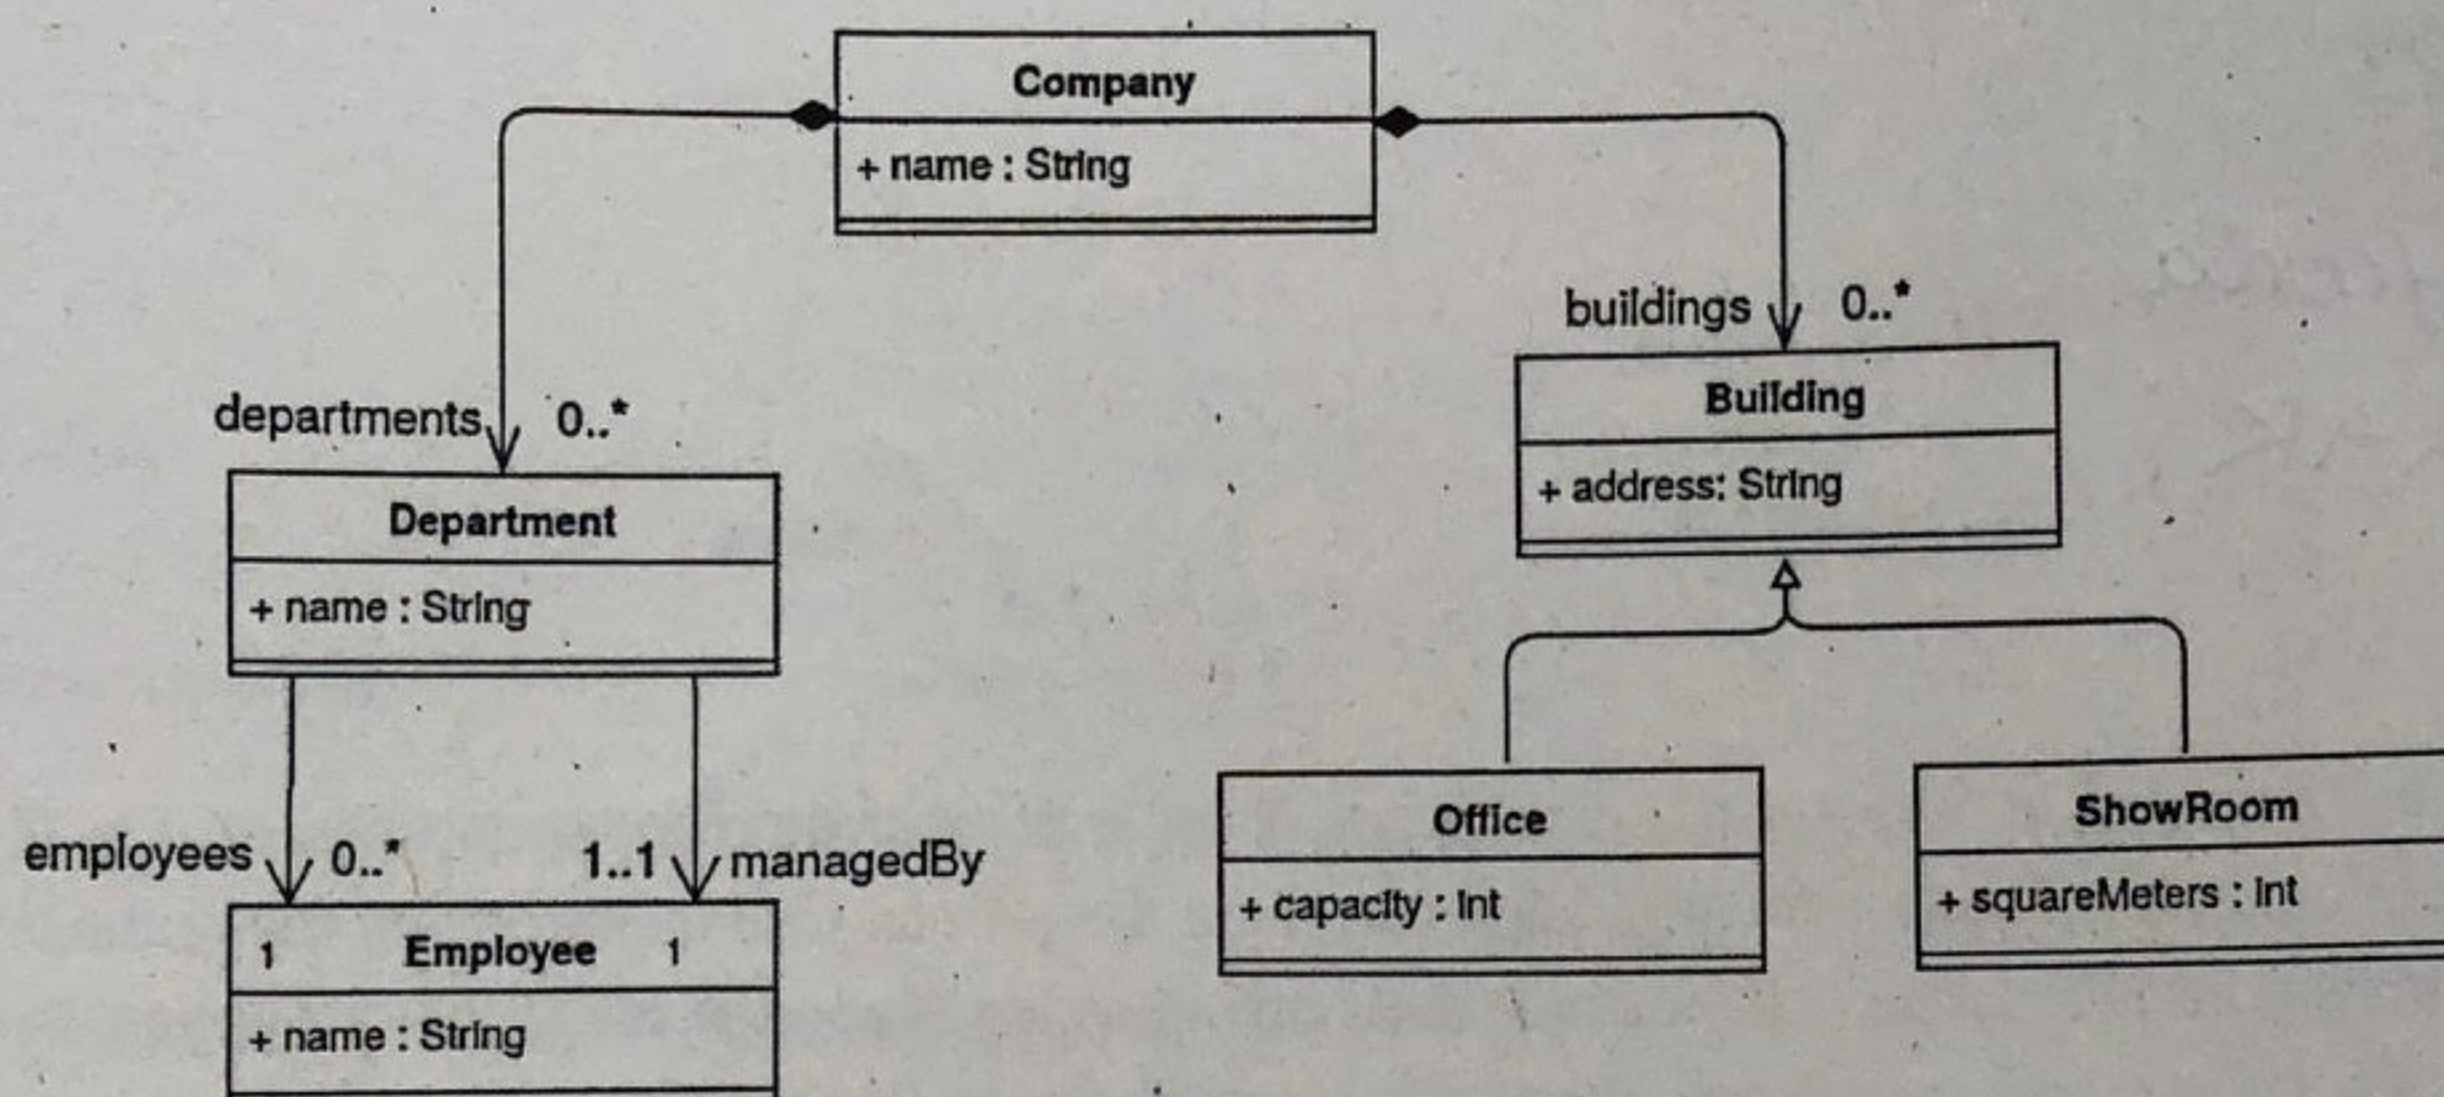 Company
+ name : String
buildings 0..*
departments 0..*
Building
+ address: String
Department
+ name : String
employees 0..* 1..1 managedBy
Office
+ capacity : Int
ShowRoom
+ squareMeters : Int
1 Employee 1
+ name : String